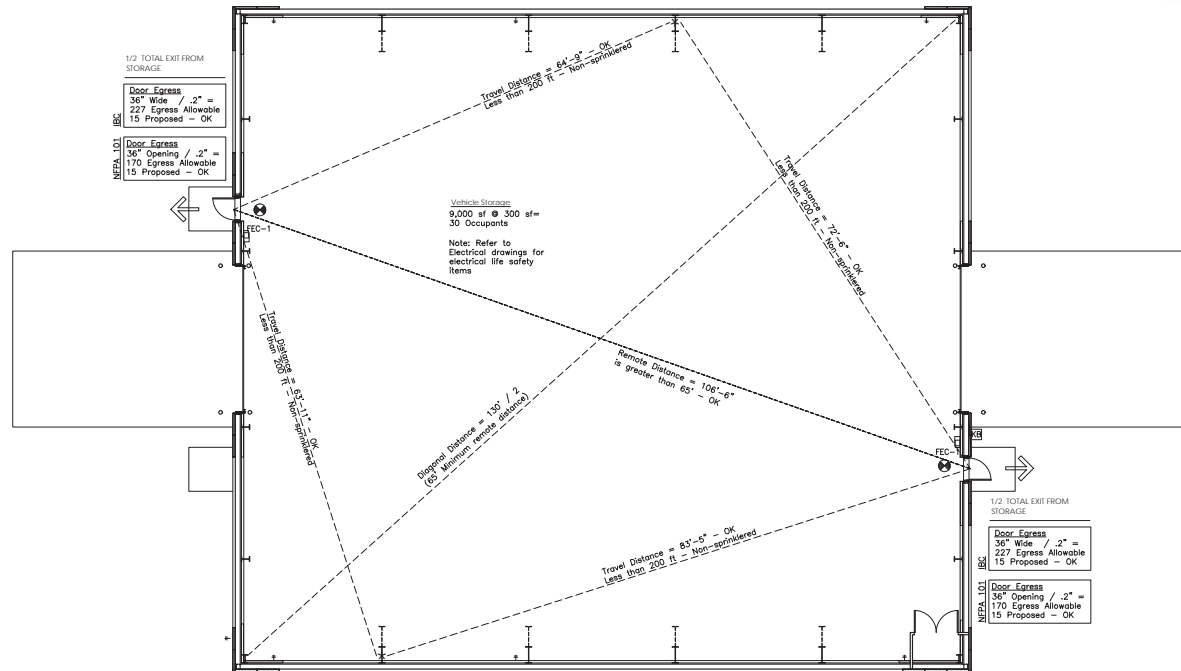 1/2 TOTAL EXIT FROM
STORAGE
IBC
Door Egress
36" Wide / .2" =
227 Egress Allowable
15 Proposed – OK
NFPA 101
Door Egress
36" Opening / .2" =
170 Egress Allowable
15 Proposed – OK
Travel Distance = 64'-9" – OK
Less than 200 ft – Non-sprinklered
Travel Distance = 72'-6" – OK
Less than 200 ft – Non-sprinklered
Vehicle Storage
9,000 sf @ 300 sf=
30 Occupants
Note: Refer to
Electrical drawings for
electrical life safety
items
FEC-1
Travel Distance = 63'-11" – OK
Less than 200 ft – Non-sprinklered
Remote Distance = 106'-6"
is greater than 65' – OK
Diagonal Distance = 130' / 2
(65' Minimum remote distance)
KB
FEC-1
Travel Distance = 83'-5" – OK
Less than 200 ft – Non-sprinklered
1/2 TOTAL EXIT FROM
STORAGE
IBC
Door Egress
36" Wide / .2" =
227 Egress Allowable
15 Proposed – OK
NFPA 101
Door Egress
36" Opening / .2" =
170 Egress Allowable
15 Proposed – OK